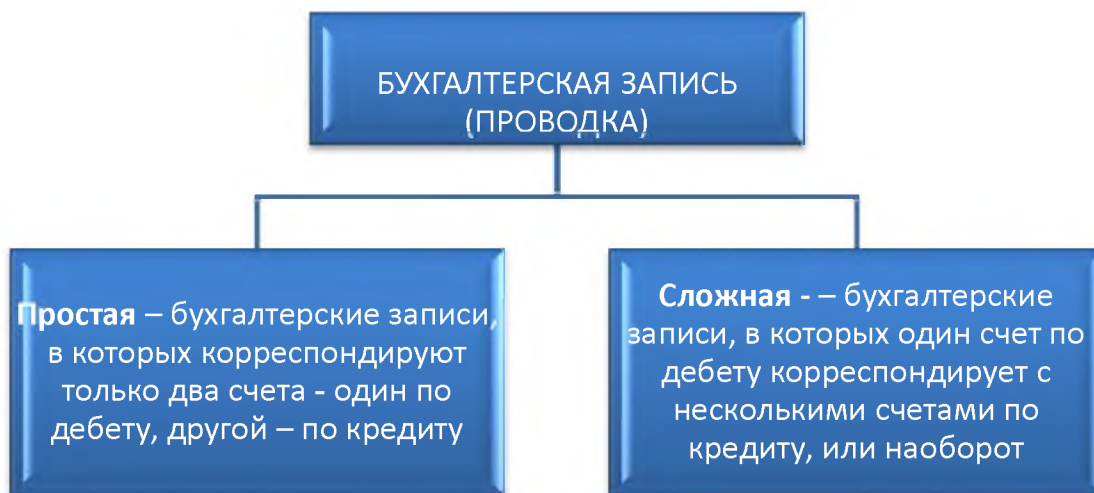 БУХГАЛТЕРСКАЯ ЗАПИСЬ
(ПРОВОДКА)
Простая – бухгалтерские записи,
в которых корреспондируют
только два счета - один по
дебету, другой – по кредиту
Сложная - – бухгалтерские
записи, в которых один счет по
дебету корреспондирует с
несколькими счетами по
кредиту, или наоборот